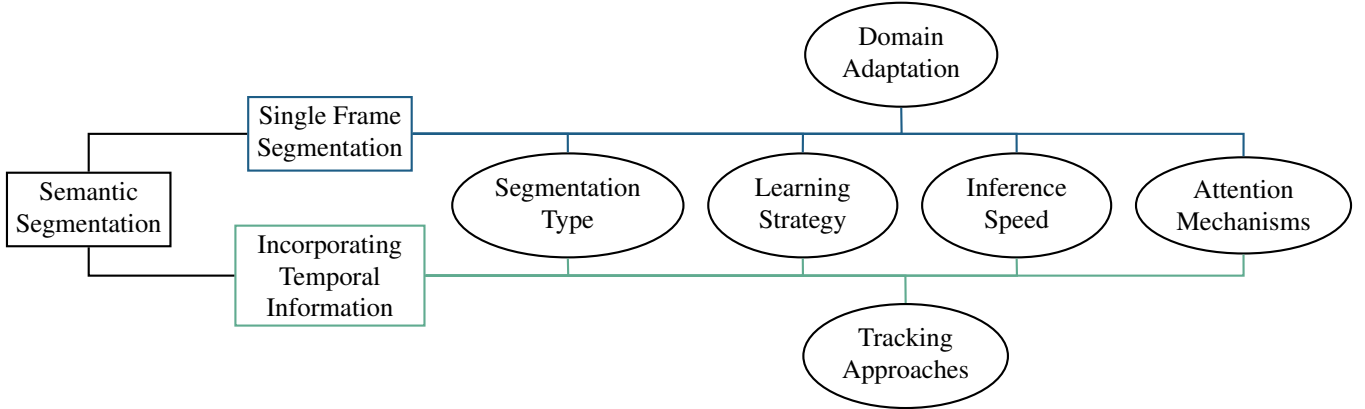 Domain
Adaptation
Single Frame
Segmentation
Semantic
Segmentation
Segmentation
Type
Learning
Strategy
Inference
Speed
Attention
Mechanisms
Incorporating
Temporal
Information
Tracking
Approaches